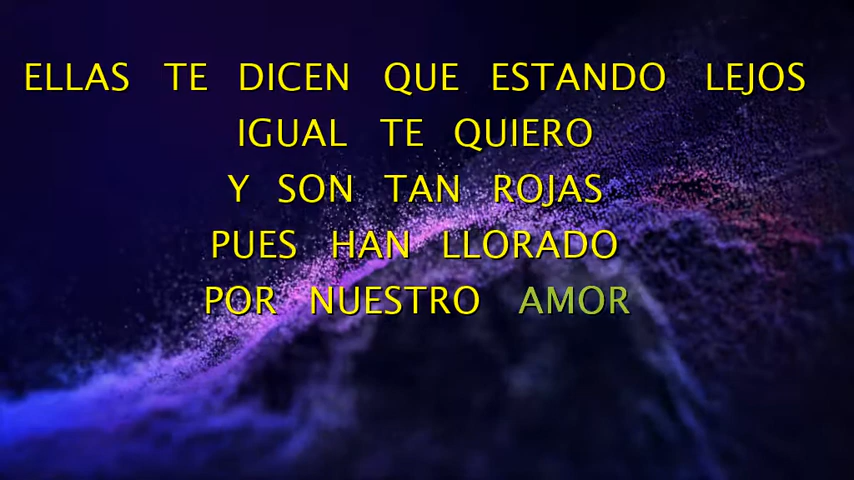 ELLAS TE DICEN QUE ESTANDO LEJOS
IGUAL TE QUIERO
Y SON TAN ROJAS
PUES HAN LLORADO
POR NUESTRO AMOR